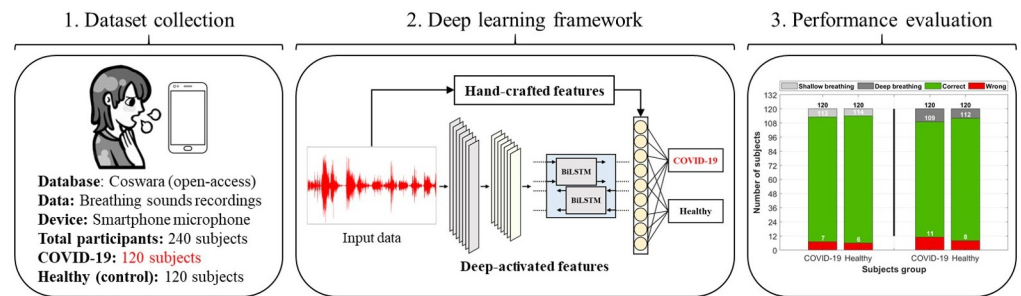 1. Dataset collection
2. Deep learning framework
3. Performance evaluation
Database: Coswara (open-access)
Data: Breathing sounds recordings
Device: Smartphone microphone
Total participants: 240 subjects
COVID-19: 120 subjects
Healthy (control): 120 subjects
Hand-crafted features
Input data
BiLSTM
BiLSTM
Deep-activated features
COVID-19
Healthy
Shallow breathing Deep breathing Correct Wrong
Number of subjects
132
120
108
96
84
72
60
48
36
24
12
0
120 120 120 120
113 114 109 112
7 6 11 8
COVID-19 Healthy COVID-19 Healthy
Subjects group